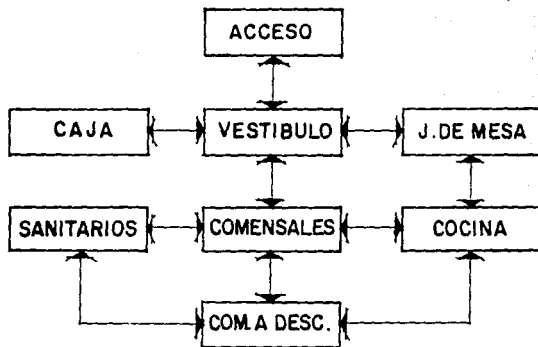 ACCESO
CAJA
VESTIBULO
J. DE MESA
SANITARIOS
COMENSALES
COCINA
COM. A DESC.